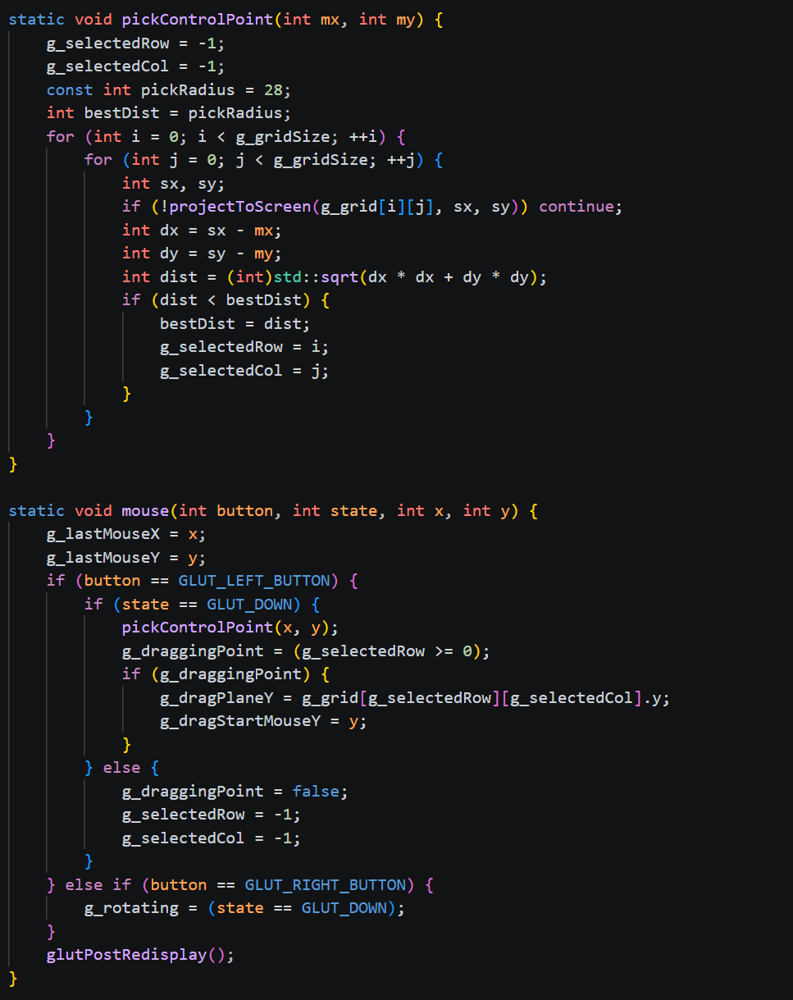 static void pickControlPoint(int mx, int my) {
    g_selectedRow = -1;
    g_selectedCol = -1;
    const int pickRadius = 28;
    int bestDist = pickRadius;
    for (int i = 0; i < g_gridSize; ++i) {
        for (int j = 0; j < g_gridSize; ++j) {
            int sx, sy;
            if (!projectToScreen(g_grid[i][j], sx, sy)) continue;
            int dx = sx - mx;
            int dy = sy - my;
            int dist = (int)std::sqrt(dx * dx + dy * dy);
            if (dist < bestDist) {
                bestDist = dist;
                g_selectedRow = i;
                g_selectedCol = j;
            }
        }
    }
}

static void mouse(int button, int state, int x, int y) {
    g_lastMouseX = x;
    g_lastMouseY = y;
    if (button == GLUT_LEFT_BUTTON) {
        if (state == GLUT_DOWN) {
            pickControlPoint(x, y);
            g_draggingPoint = (g_selectedRow >= 0);
            if (g_draggingPoint) {
                g_dragPlaneY = g_grid[g_selectedRow][g_selectedCol].y;
                g_dragStartMouseY = y;
            }
        } else {
            g_draggingPoint = false;
            g_selectedRow = -1;
            g_selectedCol = -1;
        }
    } else if (button == GLUT_RIGHT_BUTTON) {
        g_rotating = (state == GLUT_DOWN);
    }
    glutPostRedisplay();
}